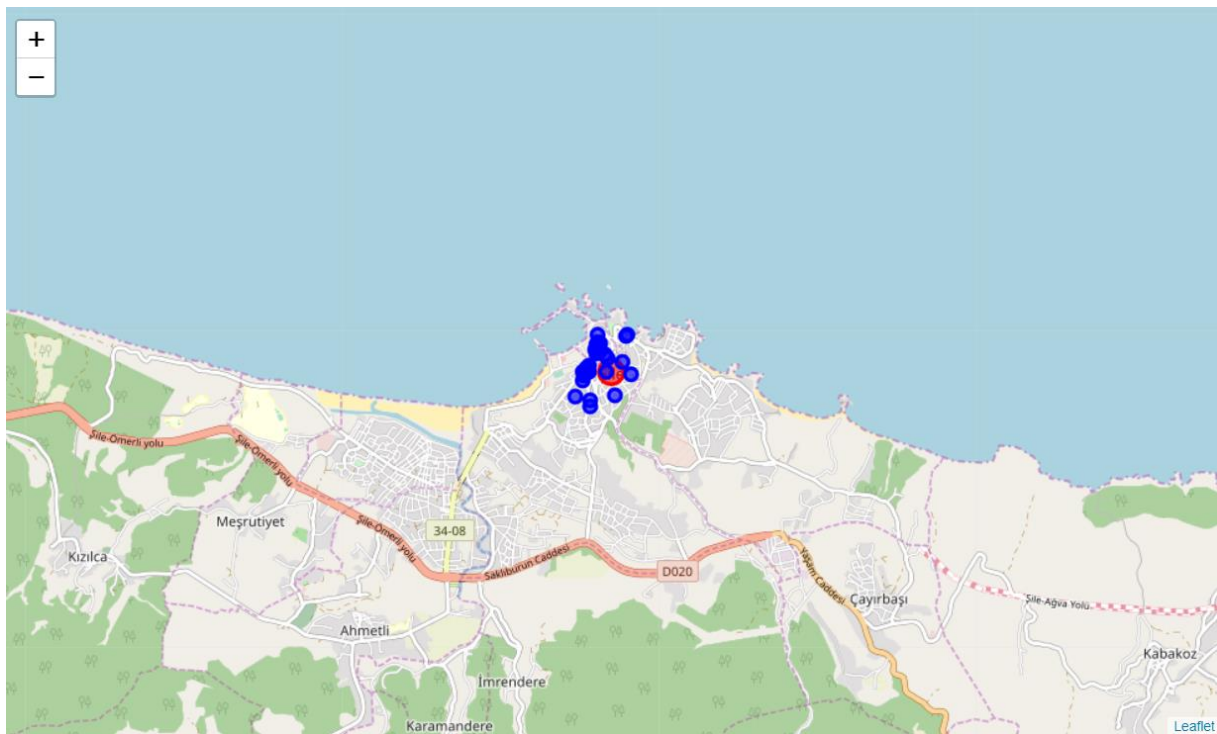 +
−
Şile-Ömerli yolu
Şile-Ömerli yolu
Meşrutiyet
Kızılca
Şile-Ömerli yolu
34-08
Saklıburun Caddesi
D020
Yaşam Caddesi
Çayırbaşı
Şile-Ağva Yolu
Ahmetli
Kabakoz
İmrendere
Karamandere
Leaflet